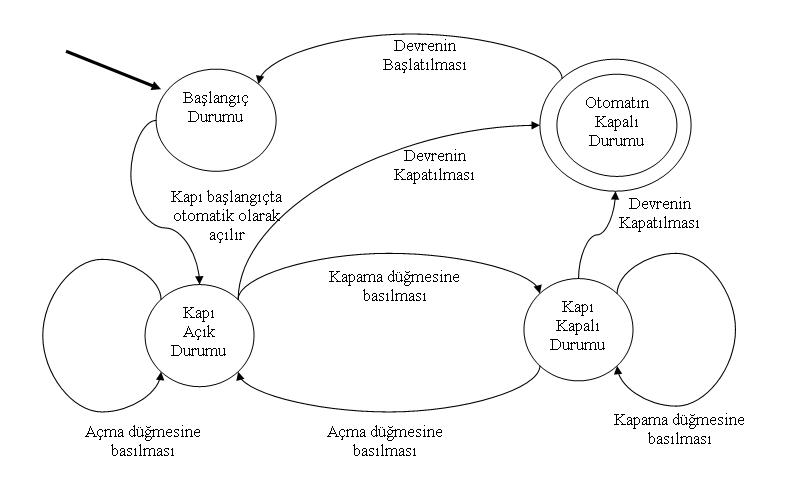 Devrenin
Başlatılması
Başlangıç
Durumu
Otomatın
Kapalı
Durumu
Devrenin
Kapatılması
Kapı başlangıçta
otomatik olarak
açılır
Devrenin
Kapatılması
Kapama düğmesine
basılması
Kapı
Açık
Durumu
Kapı
Kapalı
Durumu
Açma düğmesine
basılması
Açma düğmesine
basılması
Kapama düğmesine
basılması